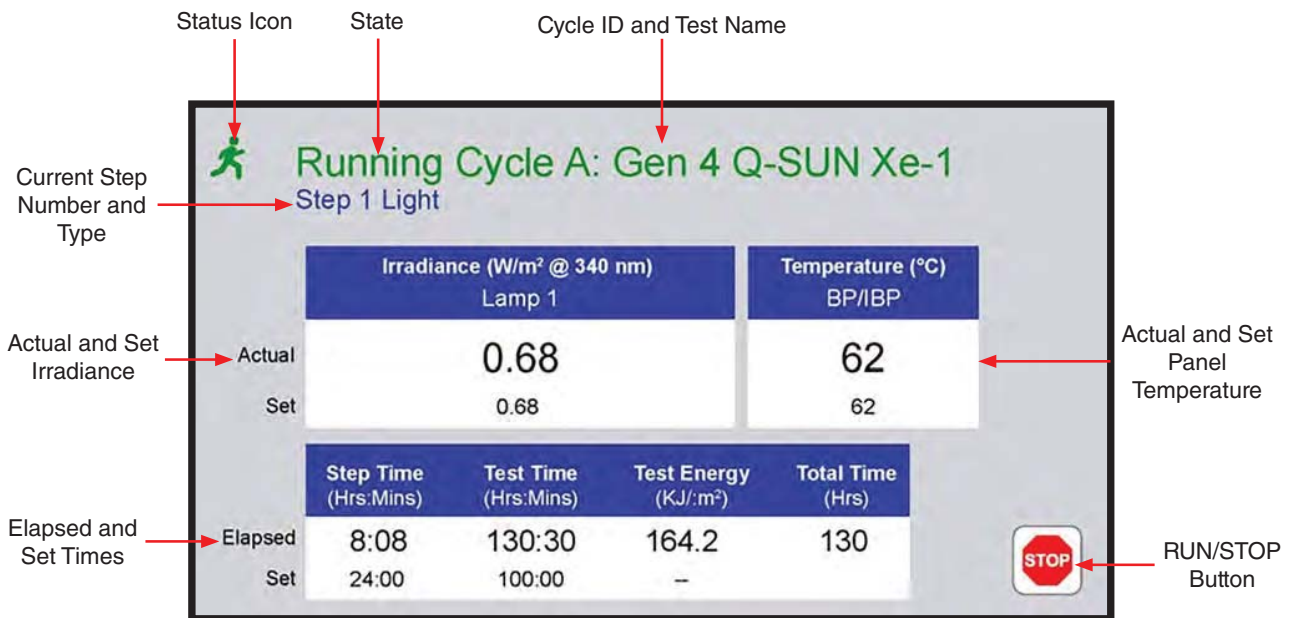 Status Icon
State
Cycle ID and Test Name
Running Cycle A: Gen 4 Q-SUN Xe-1
Current Step
Number and
Type
Step 1 Light
Irradiance (W/m² @ 340 nm)
Lamp 1
Temperature (°C)
BP/IBP
Actual and Set
Irradiance
Actual
0.68
62
Actual and Set
Panel
Temperature
Set
0.68
62
Step Time
(Hrs:Mins)
Test Time
(Hrs:Mins)
Test Energy
(KJ/:m²)
Total Time
(Hrs)
Elapsed and
Set Times
Elapsed
8:08
130:30
164.2
130
Set
24:00
100:00
--
STOP
RUN/STOP
Button